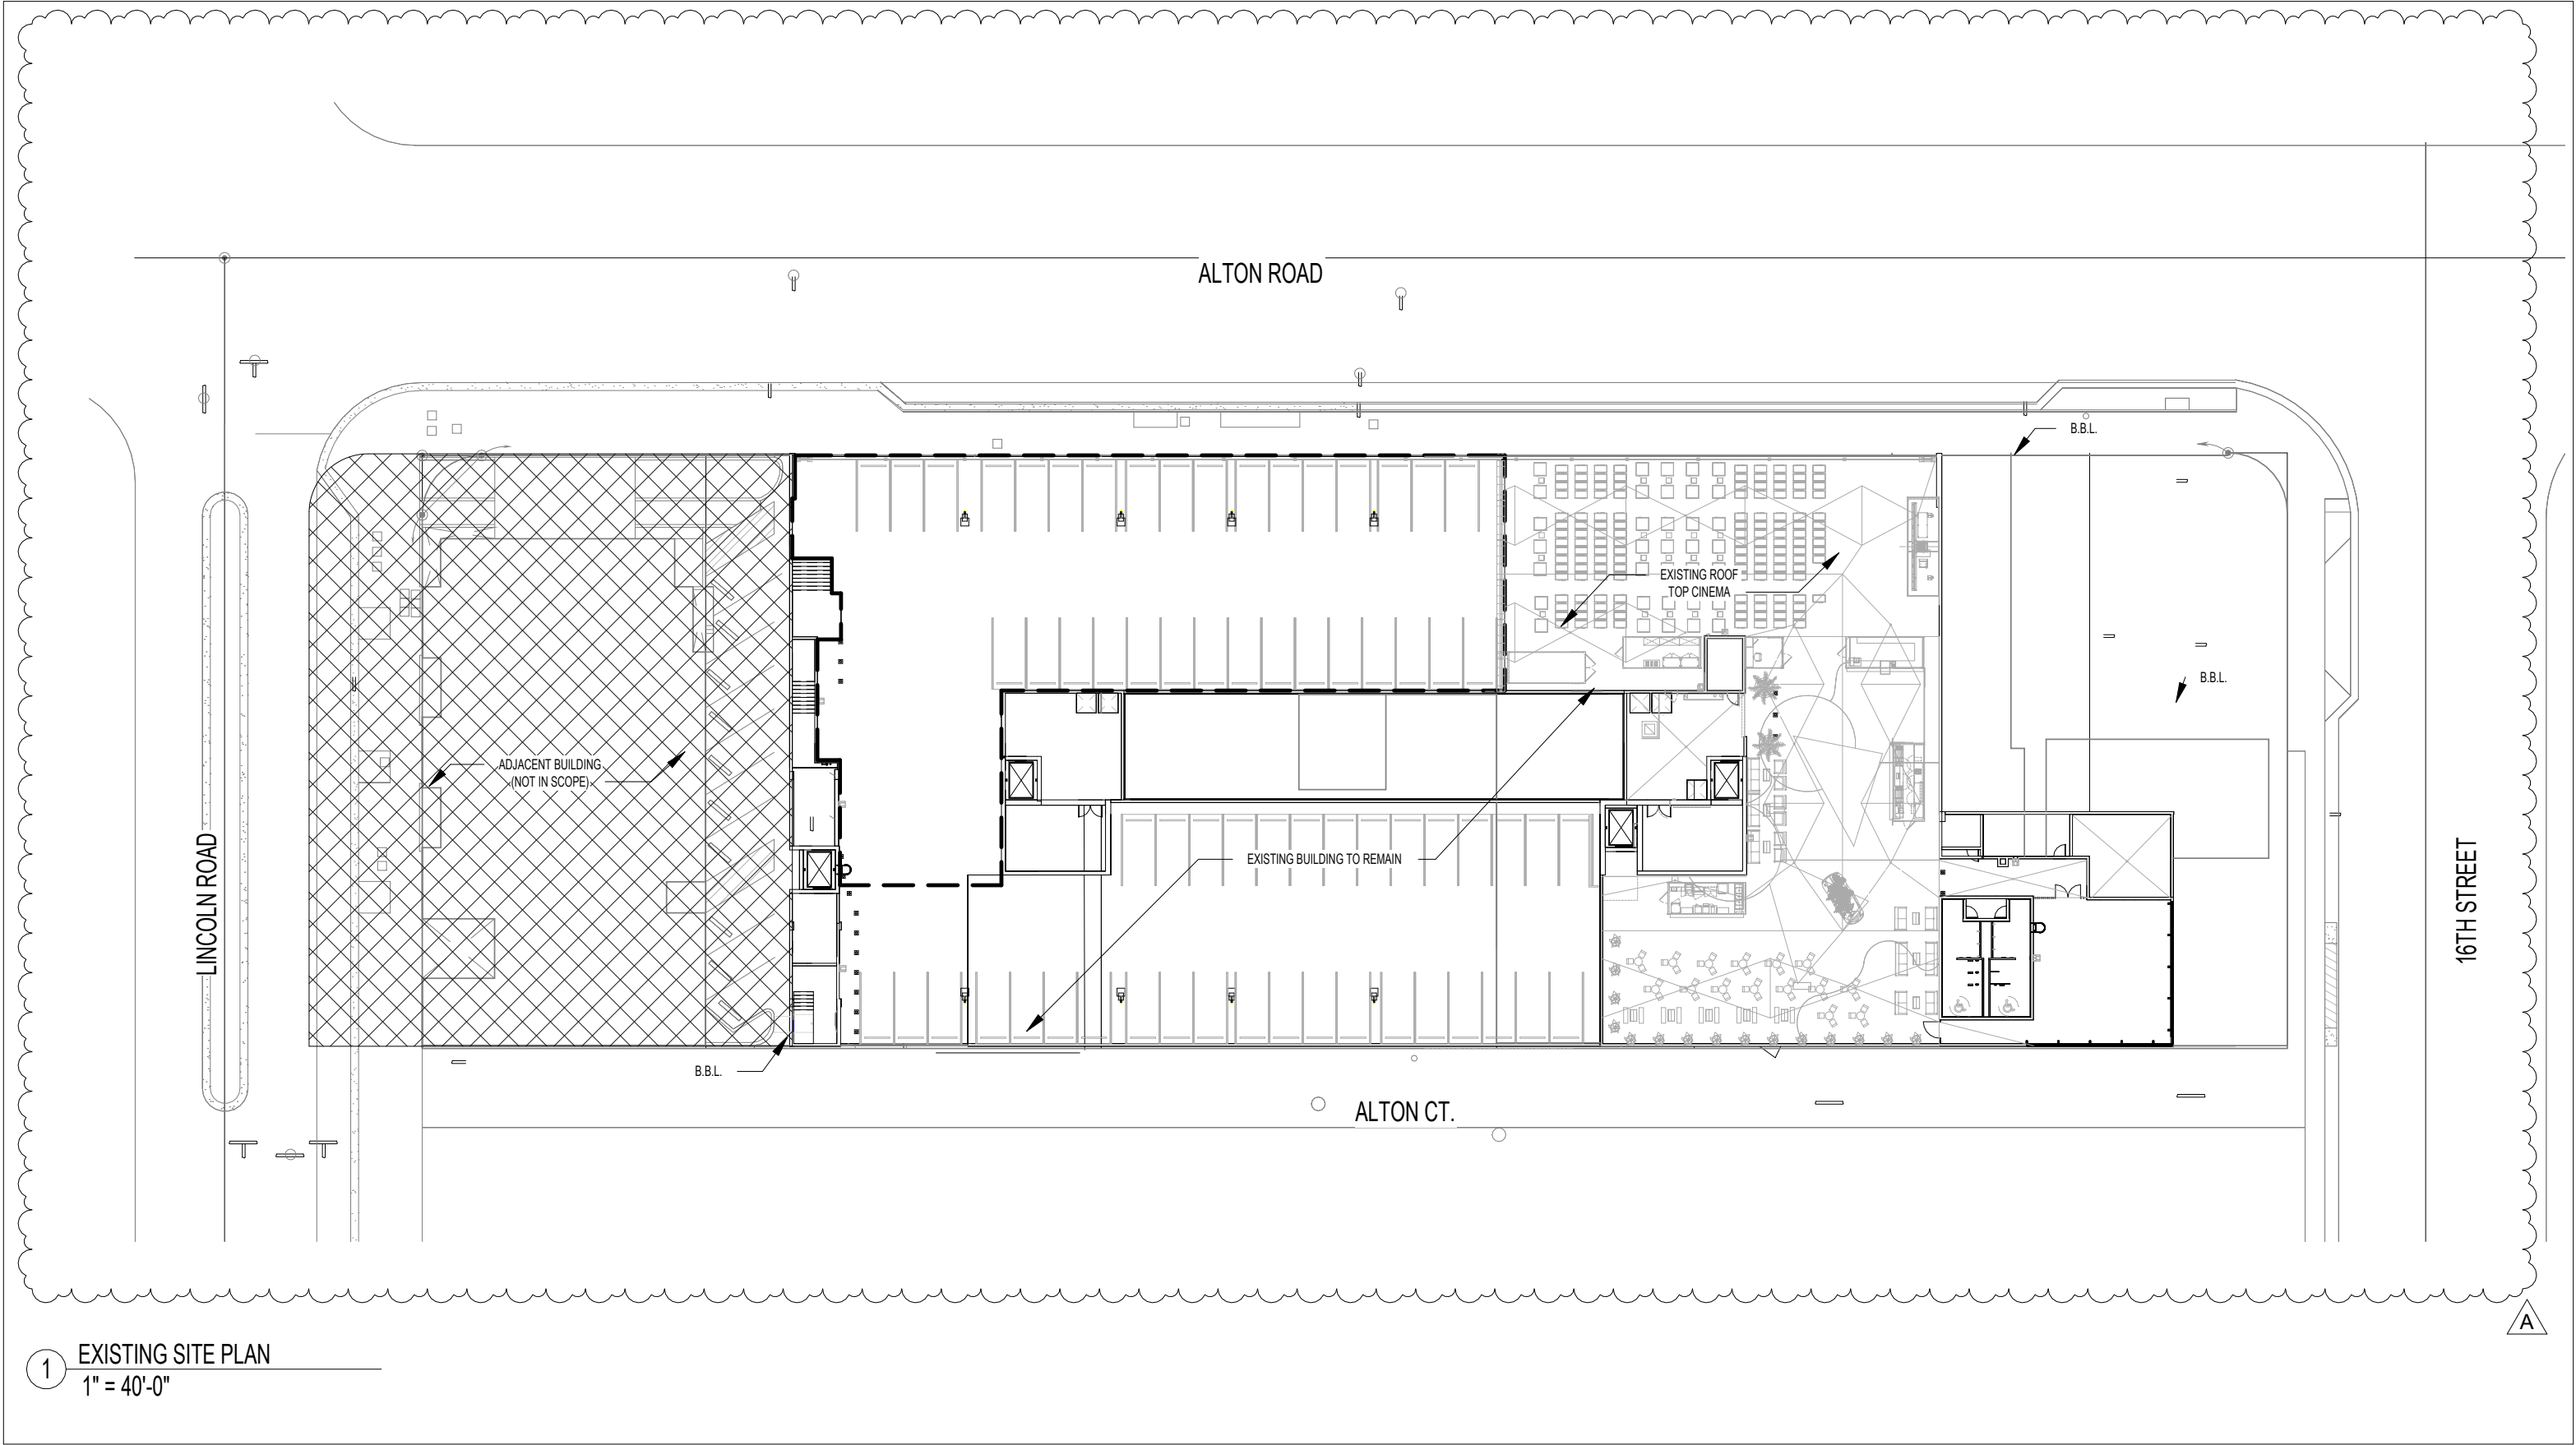 ALTON ROAD
B.B.L.
EXISTING ROOF
TOP CINEMA
B.B.L.
ADJACENT BUILDING
(NOT IN SCOPE)
LINCOLN ROAD
EXISTING BUILDING TO REMAIN
16TH STREET
B.B.L.
ALTON CT.
A
1
EXISTING SITE PLAN
1" = 40'-0"